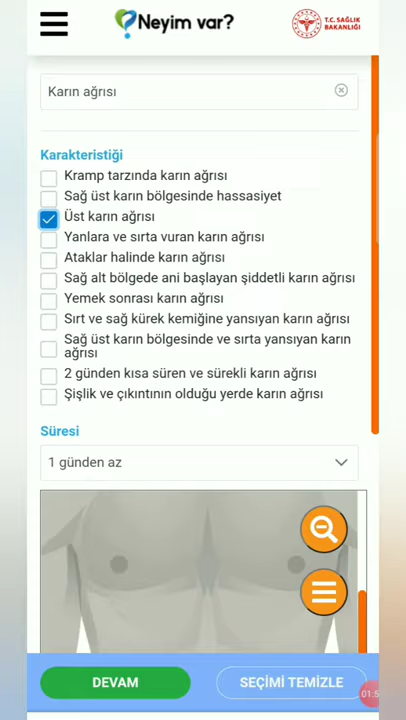 Neyim var?
T.C. SAĞLIK
BAKANLIĞI
Karın ağrısı
Karakteristiği
Kramp tarzında karın ağrısı
Sağ üst karın bölgesinde hassasiyet
Üst karın ağrısı
Yanlara ve sırta vuran karın ağrısı
Ataklar halinde karın ağrısı
Sağ alt bölgede ani başlayan şiddetli karın ağrısı
Yemek sonrası karın ağrısı
Sırt ve sağ kürek kemiğine yansıyan karın ağrısı
Sağ üst karın bölgesinde ve sırta yansıyan karın
ağrısı
2 günden kısa süren ve sürekli karın ağrısı
Şişlik ve çıkıntının olduğu yerde karın ağrısı
Süresi
1 günden az
DEVAM
SEÇİMİ TEMİZLE